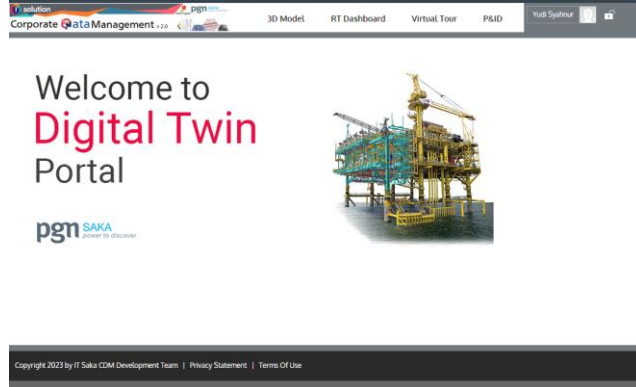 solution
pgn
Corporate Data Management v 2.0
3D Model RT Dashboard Virtual Tour P&ID Yudi Syahnur
Welcome to
Digital Twin
Portal
pgn SAKA
power to discover
Copyright 2023 by IT Saka CDM Development Team | Privacy Statement | Terms Of Use